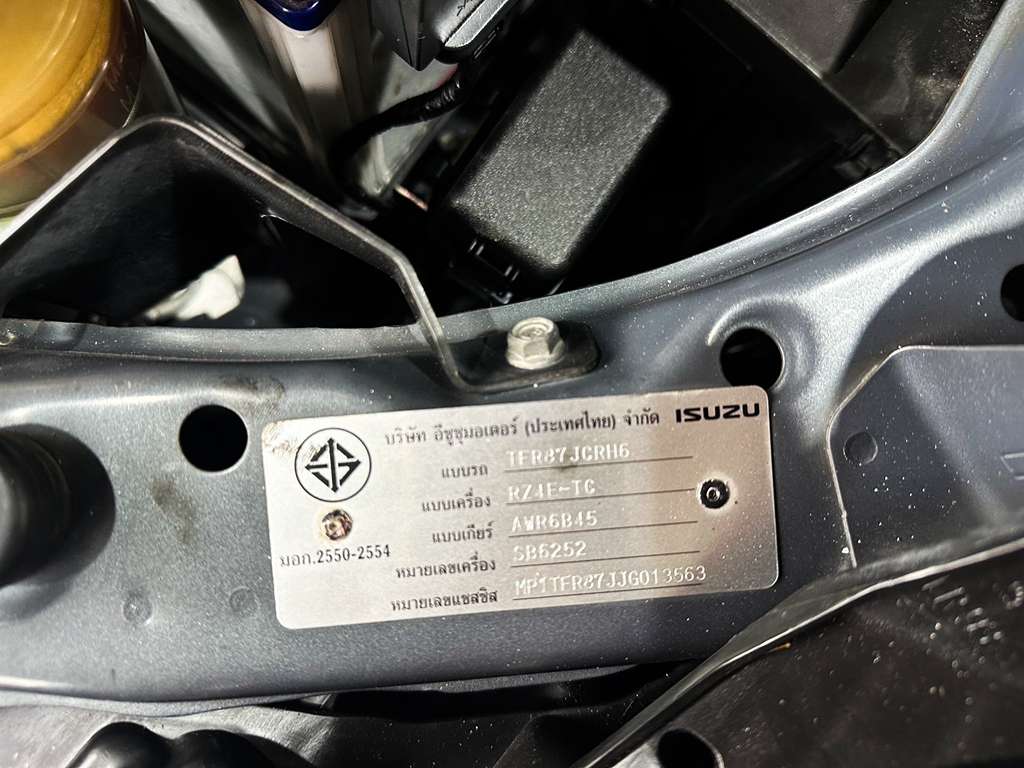 บริษัท อีซูซุมอเตอร์ (ประเทศไทย) จำกัด ISUZU
แบบรถ TFR87JCRH6
แบบเครื่อง RZ4E-TC
แบบเกียร์ AWR6B45
มอก.2550-2554
หมายเลขเครื่อง SB6252
หมายเลขแชสซิส MP1TFR87JJG013563